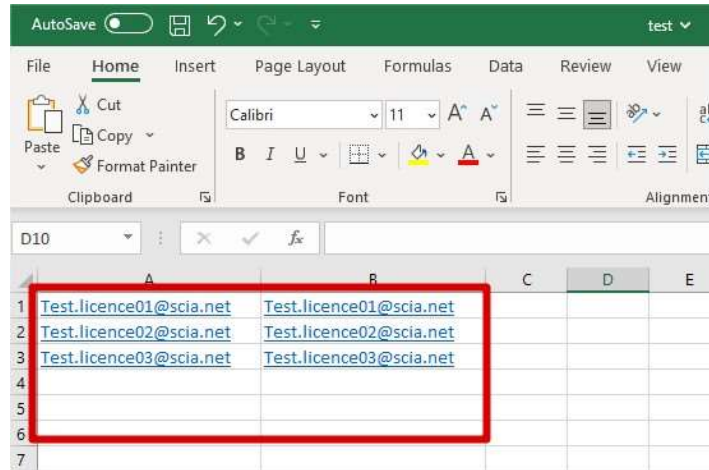 AutoSave test
File Home Insert Page Layout Formulas Data Review View
Cut
Copy
Paste
Format Painter
Calibri 11 A^ A˅
B I U A
Clipboard Font Alignmen
D10 fx
A B C D E
1 Test.licence01@scia.net Test.licence01@scia.net
2 Test.licence02@scia.net Test.licence02@scia.net
3 Test.licence03@scia.net Test.licence03@scia.net
4
5
6
7